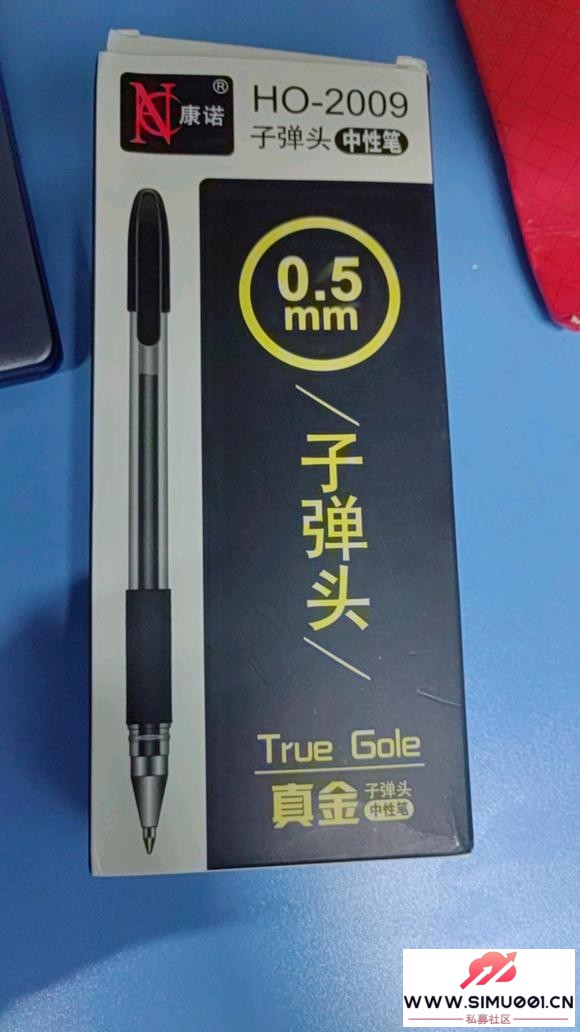 NC 康诺®
HO-2009
子弹头 中性笔
0.5
mm
子弹头
True Gole
真金 子弹头
中性笔
WWW.SIMU001.CN
私募社区